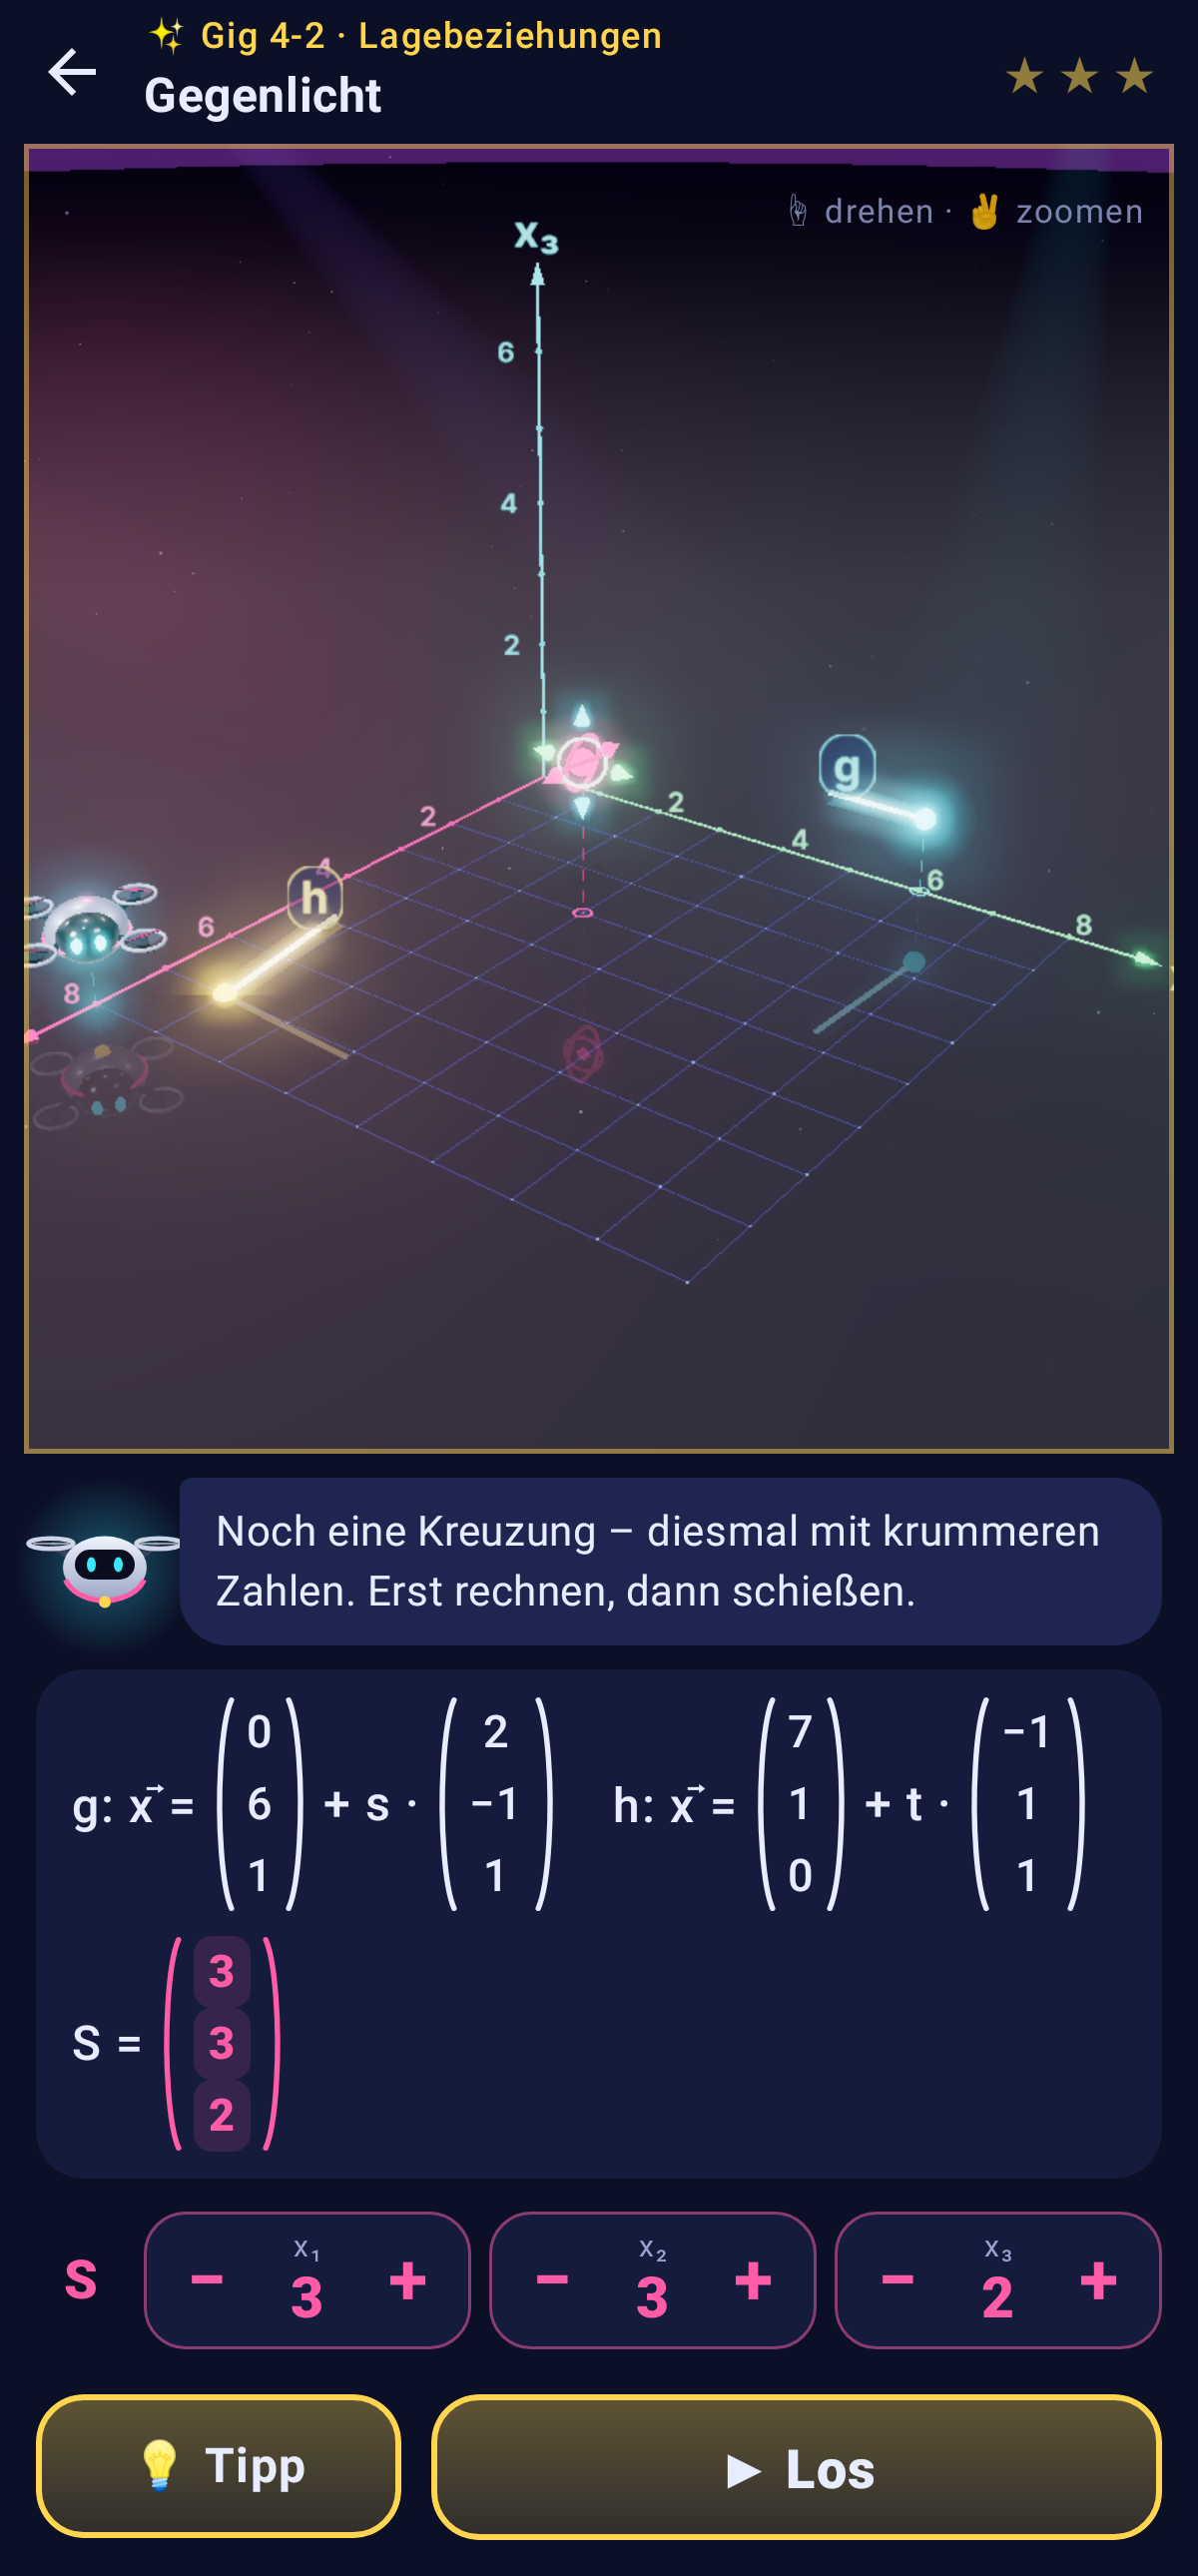 ✨ Gig 4-2 · Lagebeziehungen
Gegenlicht
★ ★ ★
☝ drehen · ✌ zoomen
x₃
6
4
2
g
2
2
4
4
h
6
6
8
8
Noch eine Kreuzung – diesmal mit krummeren
Zahlen. Erst rechnen, dann schießen.
0 2 7 −1
g: x⃗ = 6 + s · −1 h: x⃗ = 1 + t · 1
1 1 0 1
3
S = 3
2
x₁ x₂ x₃
S − 3 + − 3 + − 2 +
💡 Tipp ▶ Los